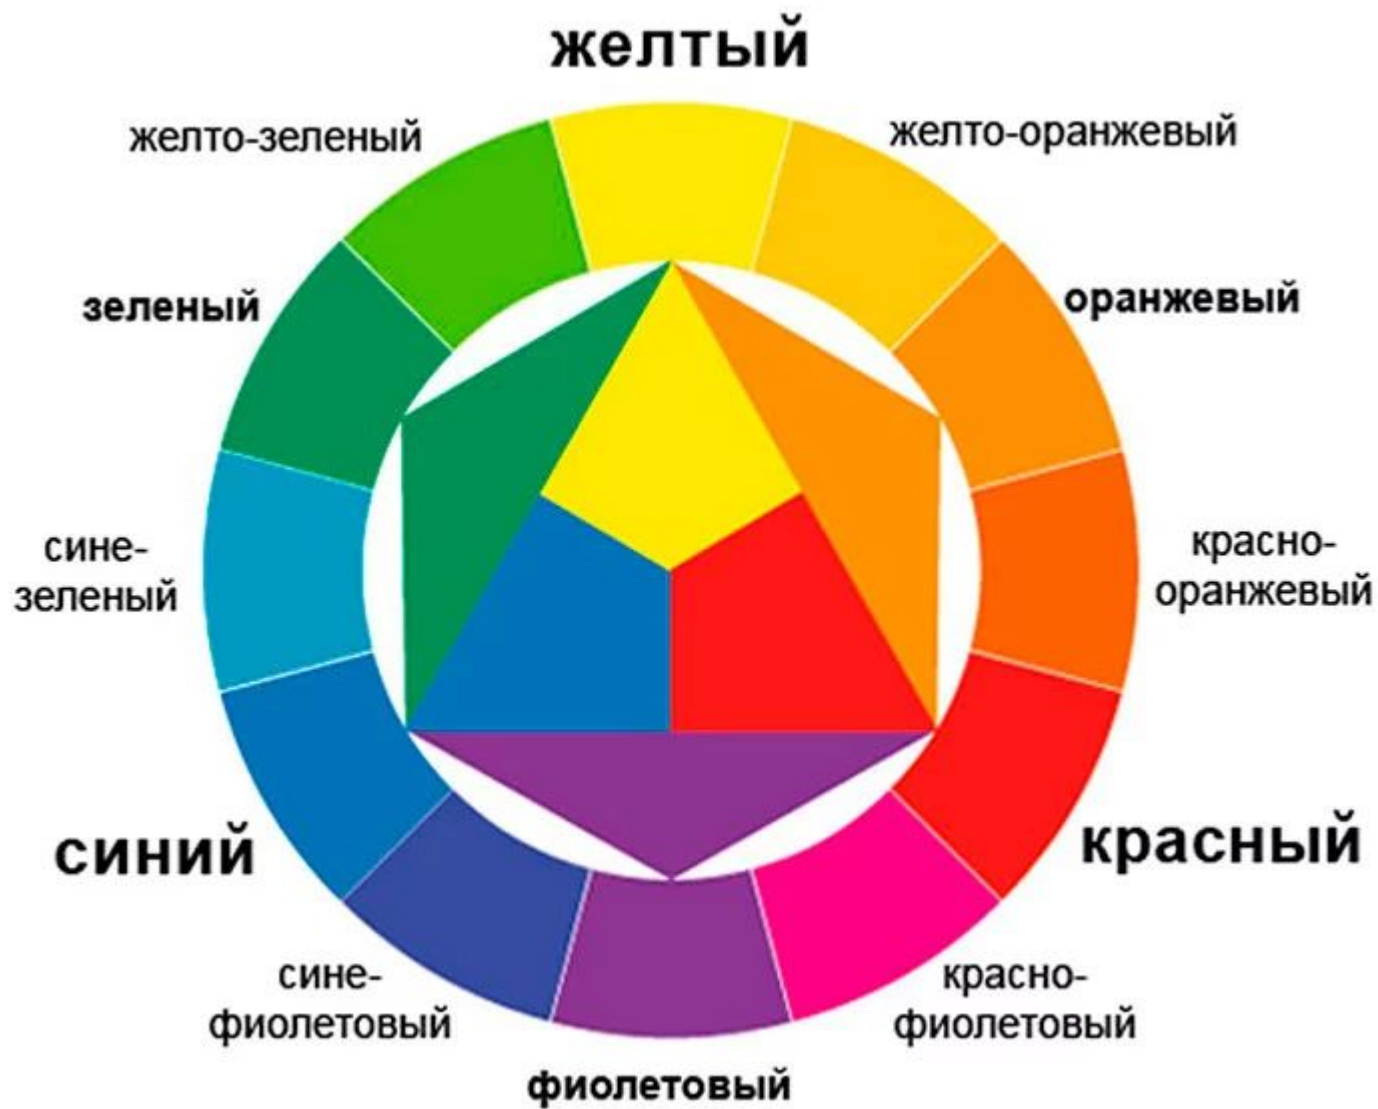 желтый
желто-зеленый
желто-оранжевый
зеленый
оранжевый
сине-
зеленый
красно-
оранжевый
синий
красный
сине-
фиолетовый
красно-
фиолетовый
фиолетовый